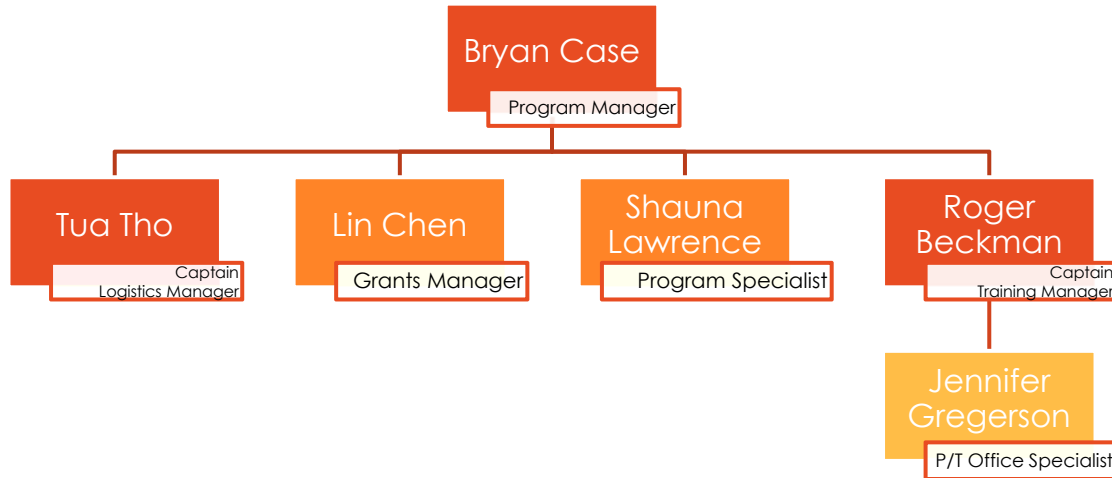 Bryan Case
Program Manager
Tua Tho
Captain
Logistics Manager
Lin Chen
Grants Manager
Shauna
Lawrence
Program Specialist
Roger
Beckman
Captain
Training Manager
Jennifer
Gregerson
P/T Office Specialist